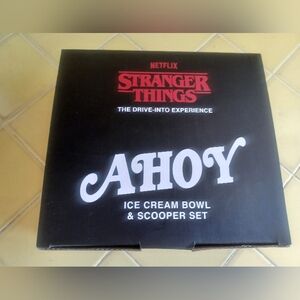 NETFLIX
STRANGER
THINGS
THE DRIVE-INTO EXPERIENCE
AHOY
ICE CREAM BOWL
& SCOOPER SET